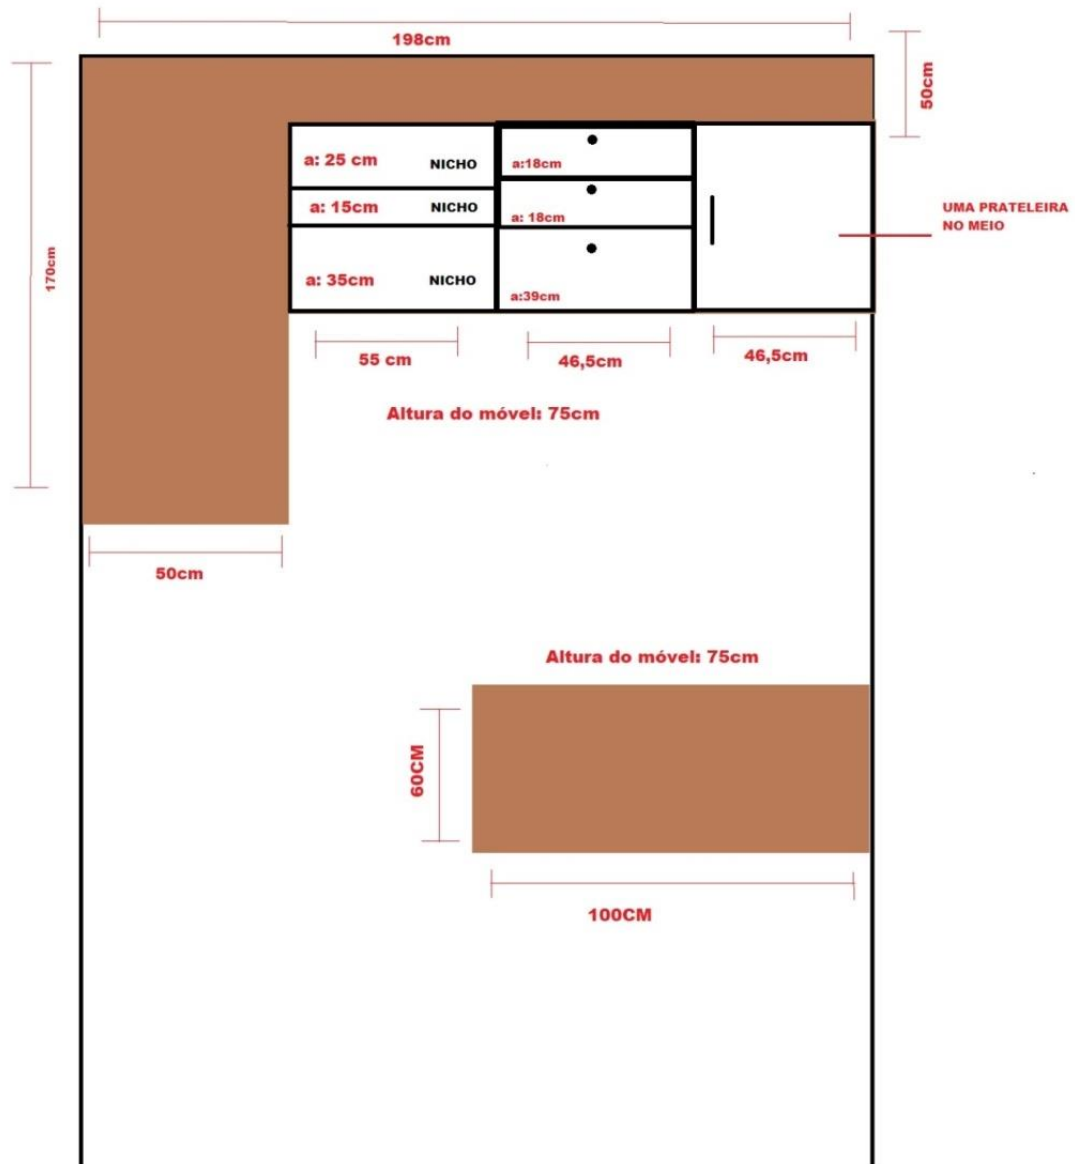 198cm
50cm
170cm
a: 25 cm
NICHO
a:18cm
a: 15cm
NICHO
a: 18cm
UMA PRATELEIRA
NO MEIO
a: 35cm
NICHO
a:39cm
55 cm
46,5cm
46,5cm
Altura do móvel: 75cm
50cm
Altura do móvel: 75cm
60CM
100CM